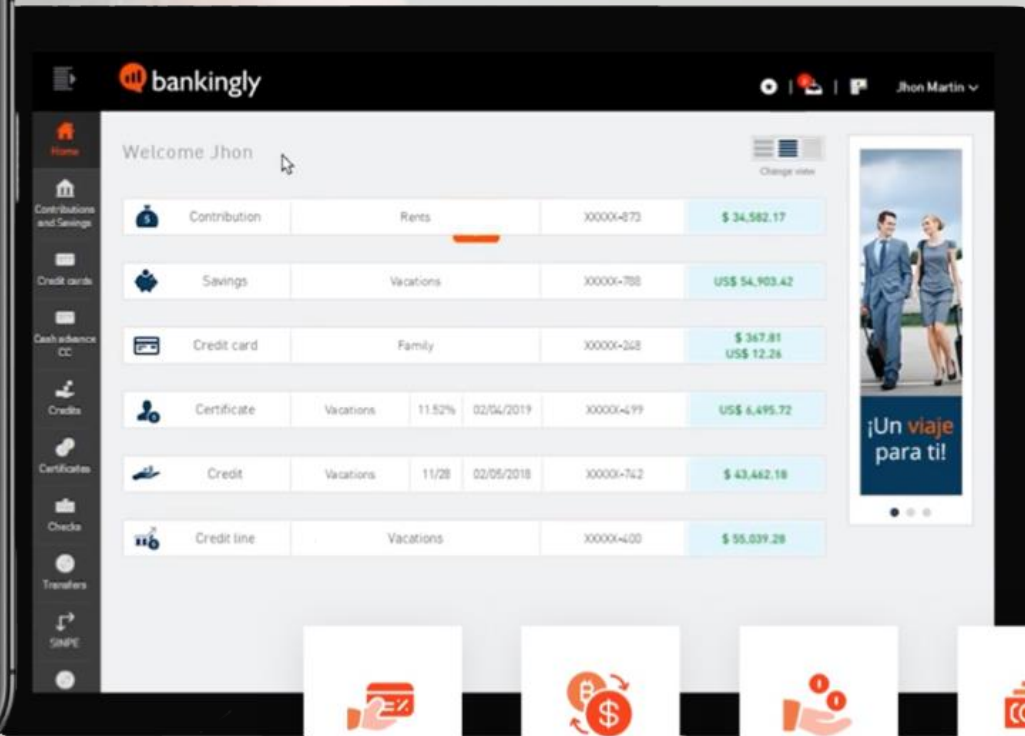 bankingly
Jhon Martin
Home
Contributions
and Savings
Credit cards
Cash advance
CC
Credits
Certificates
Checks
Transfers
SINPE
Welcome Jhon
Change view
Contribution Rents XXXXX-873 $ 34,582.17
Savings Vacations XXXXX-788 US$ 54,903.42
Credit card Family XXXXX-248 $ 367.81
US$ 12.26
Certificate Vacations 11.52% 02/04/2019 XXXXX-499 US$ 6,495.72
Credit Vacations 11/28 02/05/2018 XXXXX-742 $ 43,462.18
Credit line Vacations XXXXX-400 $ 55,039.28
¡Un viaje
para ti!